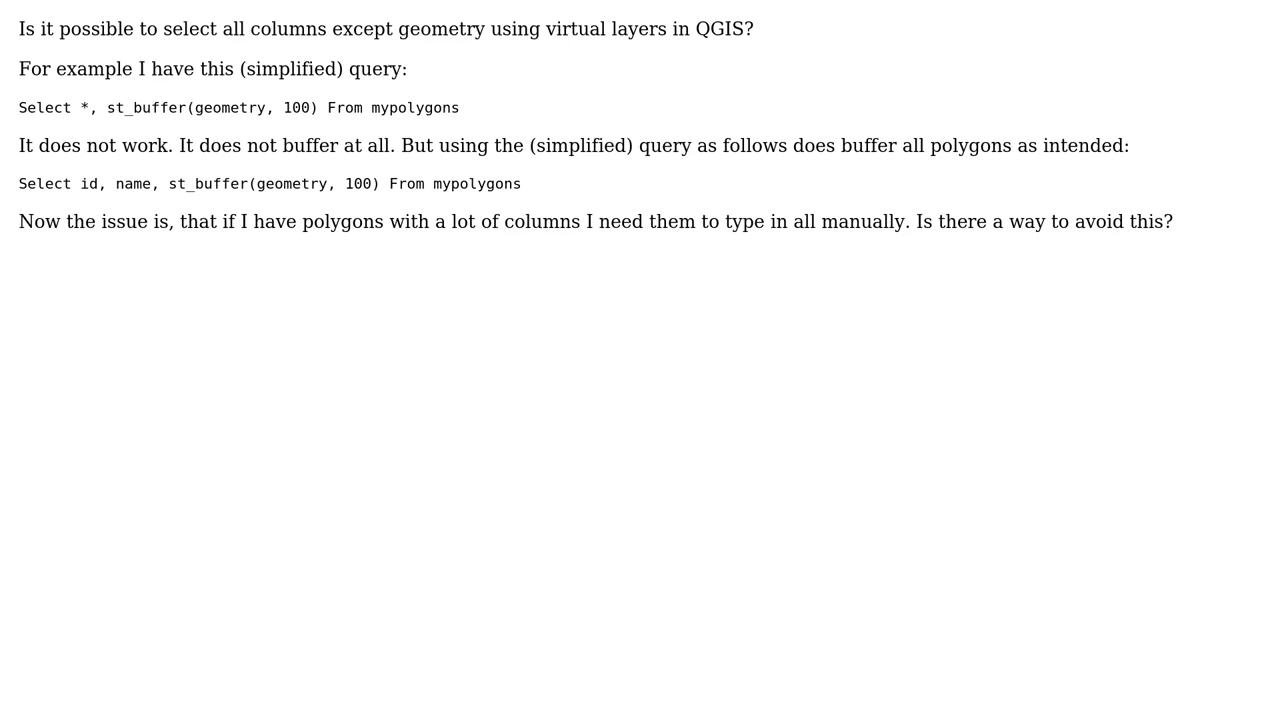 Is it possible to select all columns except geometry using virtual layers in QGIS?
For example I have this (simplified) query:
Select *, st_buffer(geometry, 100) From mypolygons
It does not work. It does not buffer at all. But using the (simplified) query as follows does buffer all polygons as intended:
Select id, name, st_buffer(geometry, 100) From mypolygons
Now the issue is, that if I have polygons with a lot of columns I need them to type in all manually. Is there a way to avoid this?